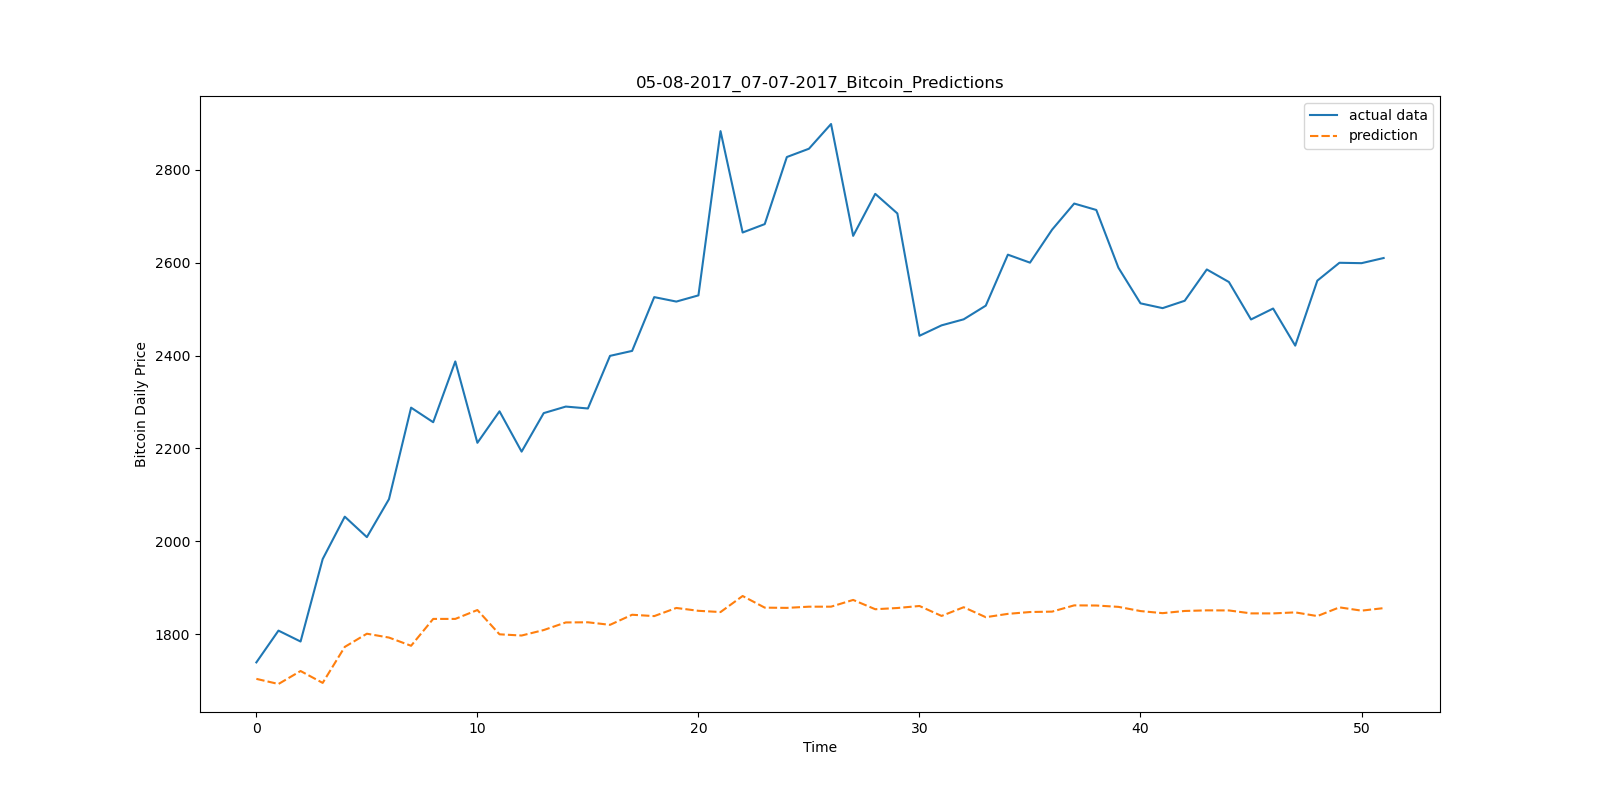 05-08-2017_07-07-2017_Bitcoin_Predictions
actual data
prediction
2800
2600
2400
2200
2000
1800
Bitcoin Daily Price
0 10 20 30 40 50
Time